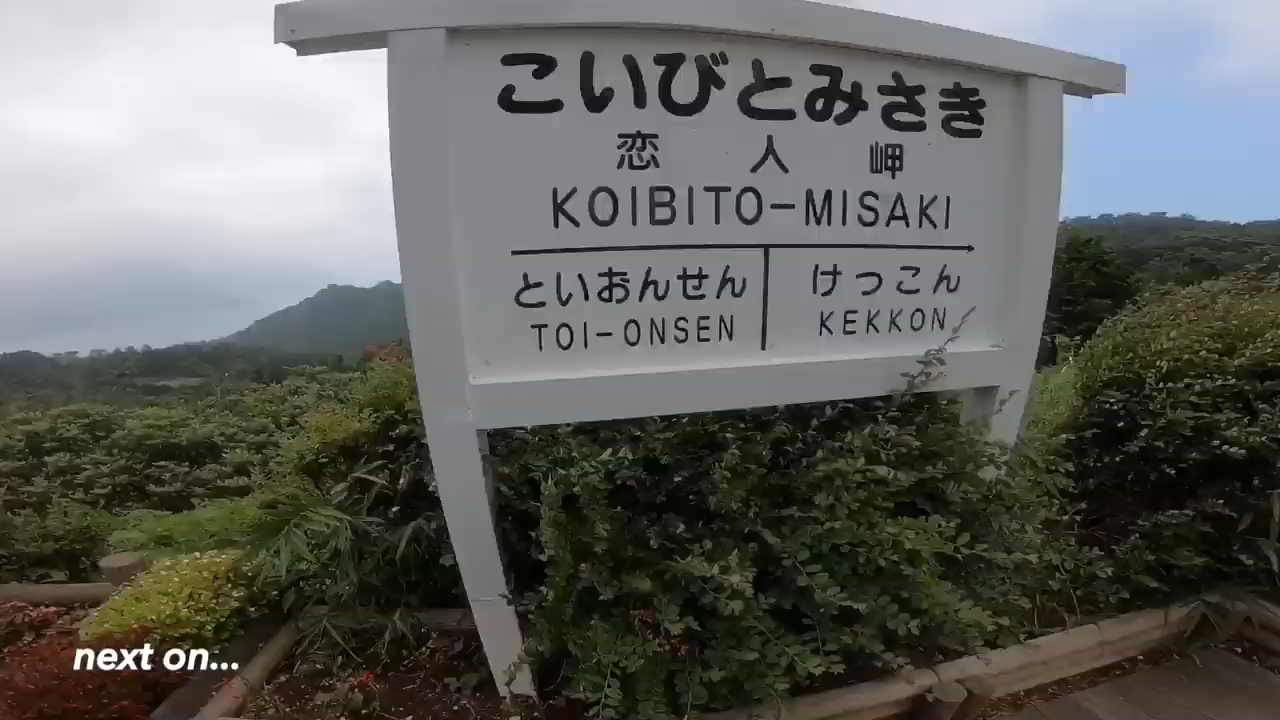 こいびとみさき
恋人岬
KOIBITO-MISAKI
といおんせん けっこん
TOI-ONSEN KEKKON
next on...